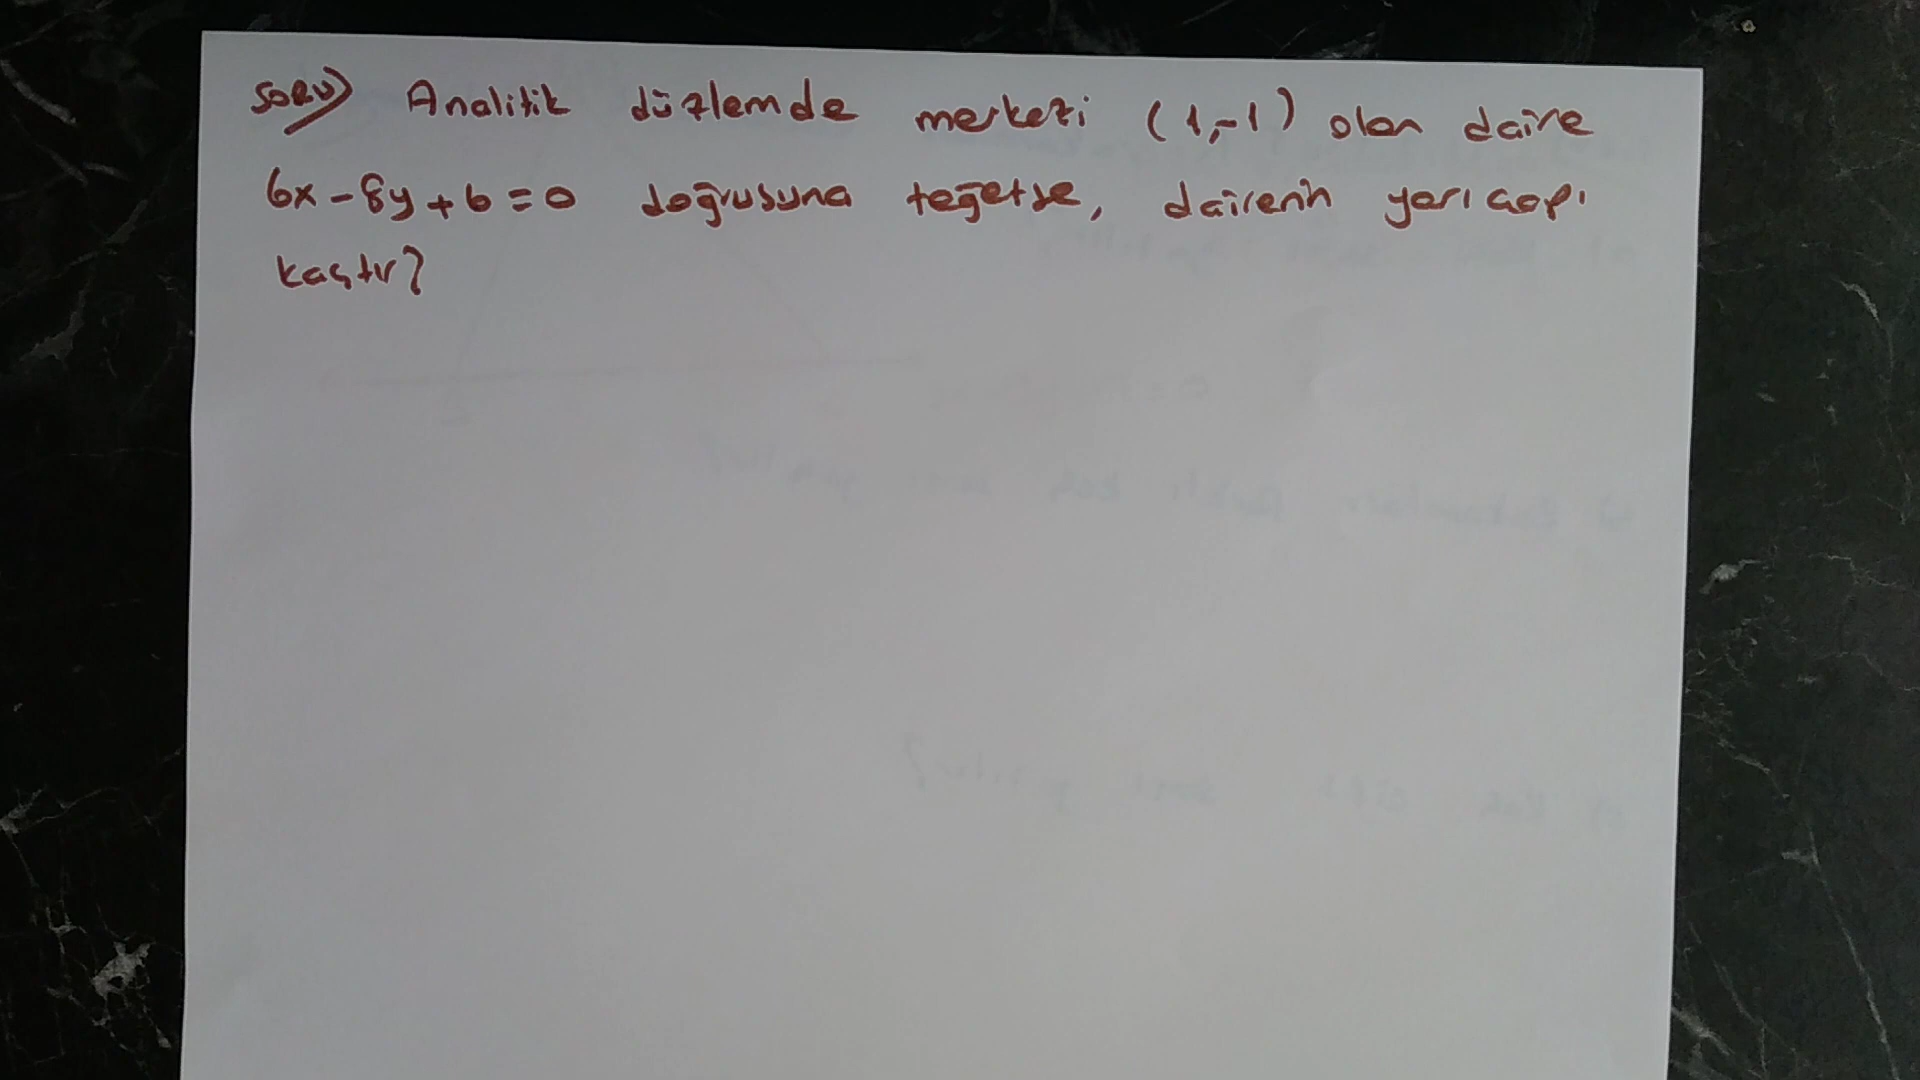 Soru) Analitik düzlemde merkezi (1,-1) olan daire
6x-8y+6=0 doğrusuna teğetse, dairenin yarıçapı
kaçtır?